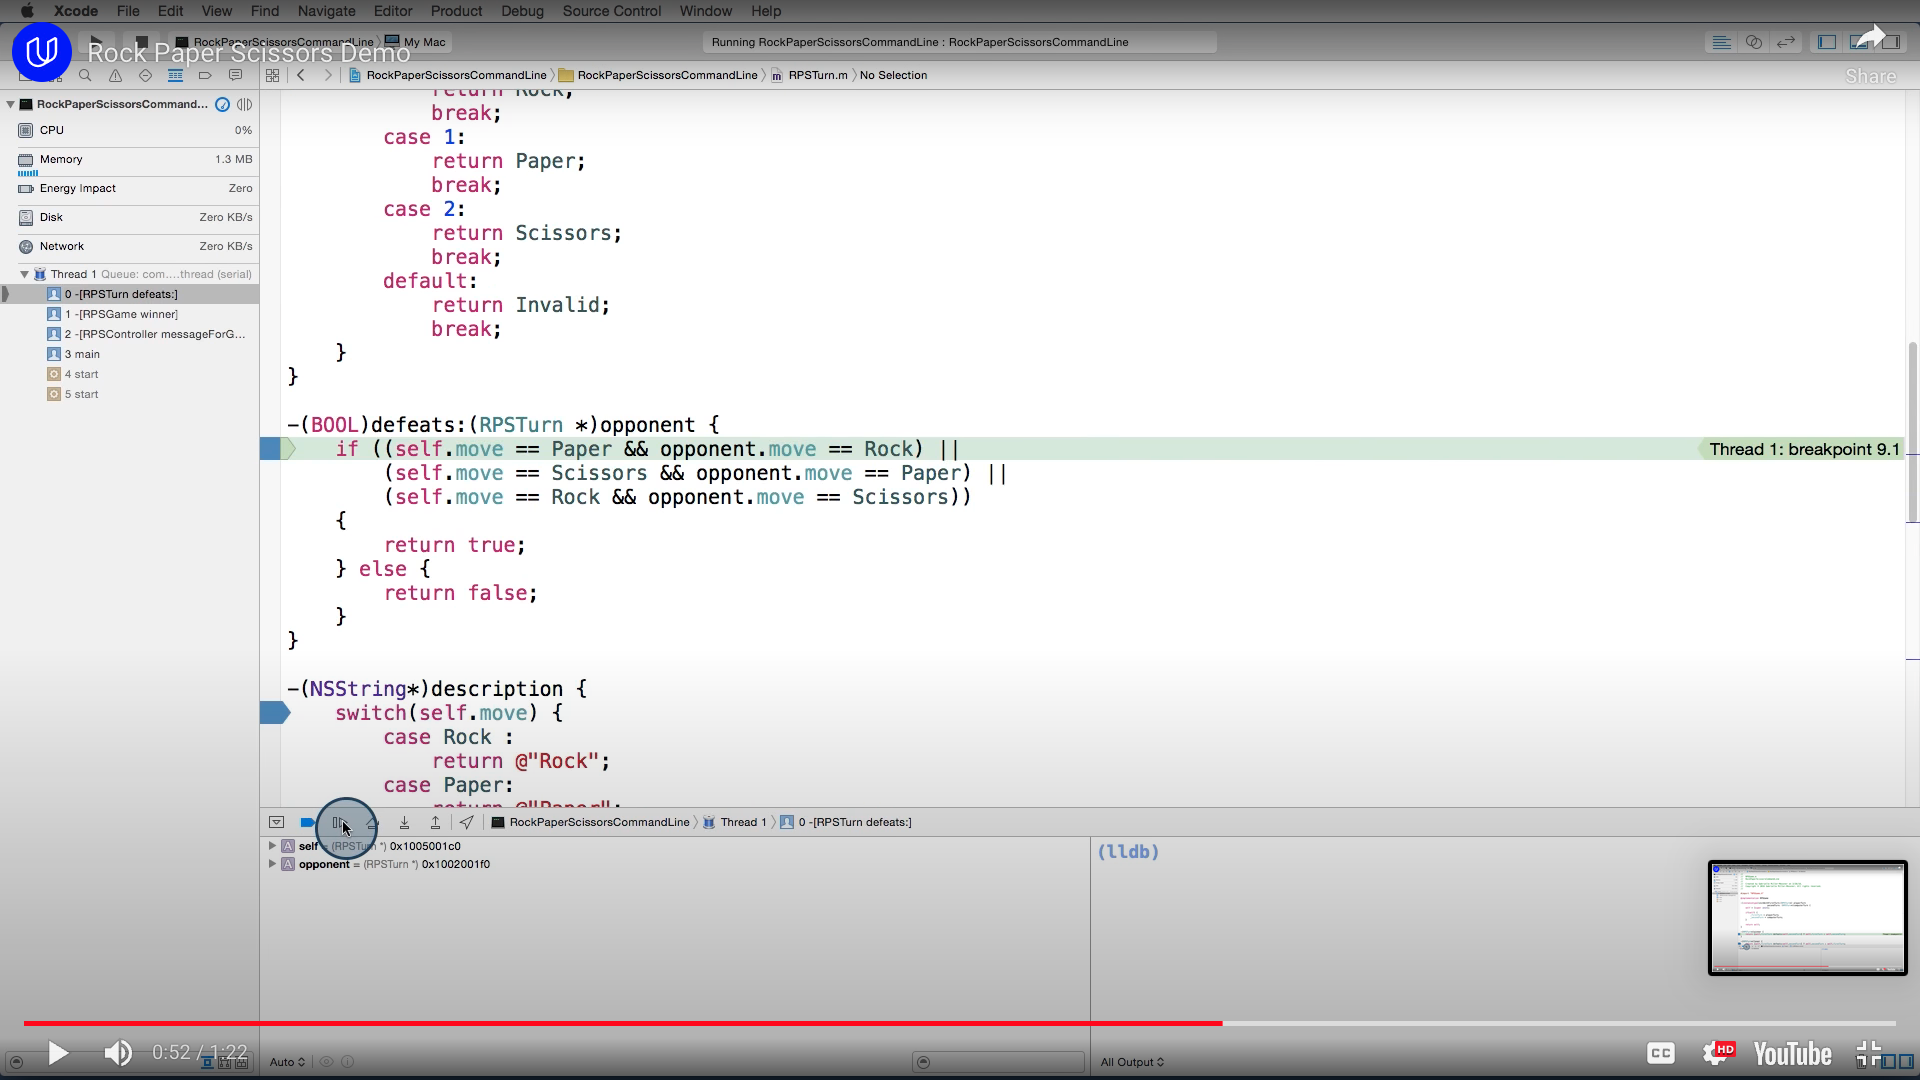 Xcode File Edit View Find Navigate Editor Product Debug Source Control Window Help
Rock Paper Scissors Demo
RockPaperScissorsCommandLine My Mac
Running RockPaperScissorsCommandLine : RockPaperScissorsCommandLine
Share
RockPaperScissorsCommandLine RockPaperScissorsCommandLine RPSTurn.m No Selection
RockPaperScissorsCommand...
CPU 0%
Memory 1.3 MB
Energy Impact Zero
Disk Zero KB/s
Network Zero KB/s
Thread 1 Queue: com....thread (serial)
0 -[RPSTurn defeats:]
1 -[RPSGame winner]
2 -[RPSController messageForG...
3 main
4 start
5 start
return Rock;
break;
case 1:
return Paper;
break;
case 2:
return Scissors;
break;
default:
return Invalid;
break;
}
}
-(BOOL)defeats:(RPSTurn *)opponent {
if ((self.move == Paper && opponent.move == Rock) ||
Thread 1: breakpoint 9.1
(self.move == Scissors && opponent.move == Paper) ||
(self.move == Rock && opponent.move == Scissors))
{
return true;
} else {
return false;
}
}
-(NSString*)description {
switch(self.move) {
case Rock :
return @"Rock";
case Paper:
return @"Paper";
RockPaperScissorsCommandLine Thread 1 0 -[RPSTurn defeats:]
A self = (RPSTurn *) 0x1005001c0
A opponent = (RPSTurn *) 0x1002001f0
(lldb)
0:52 / 1:22
Auto
All Output
CC
HD
YouTube